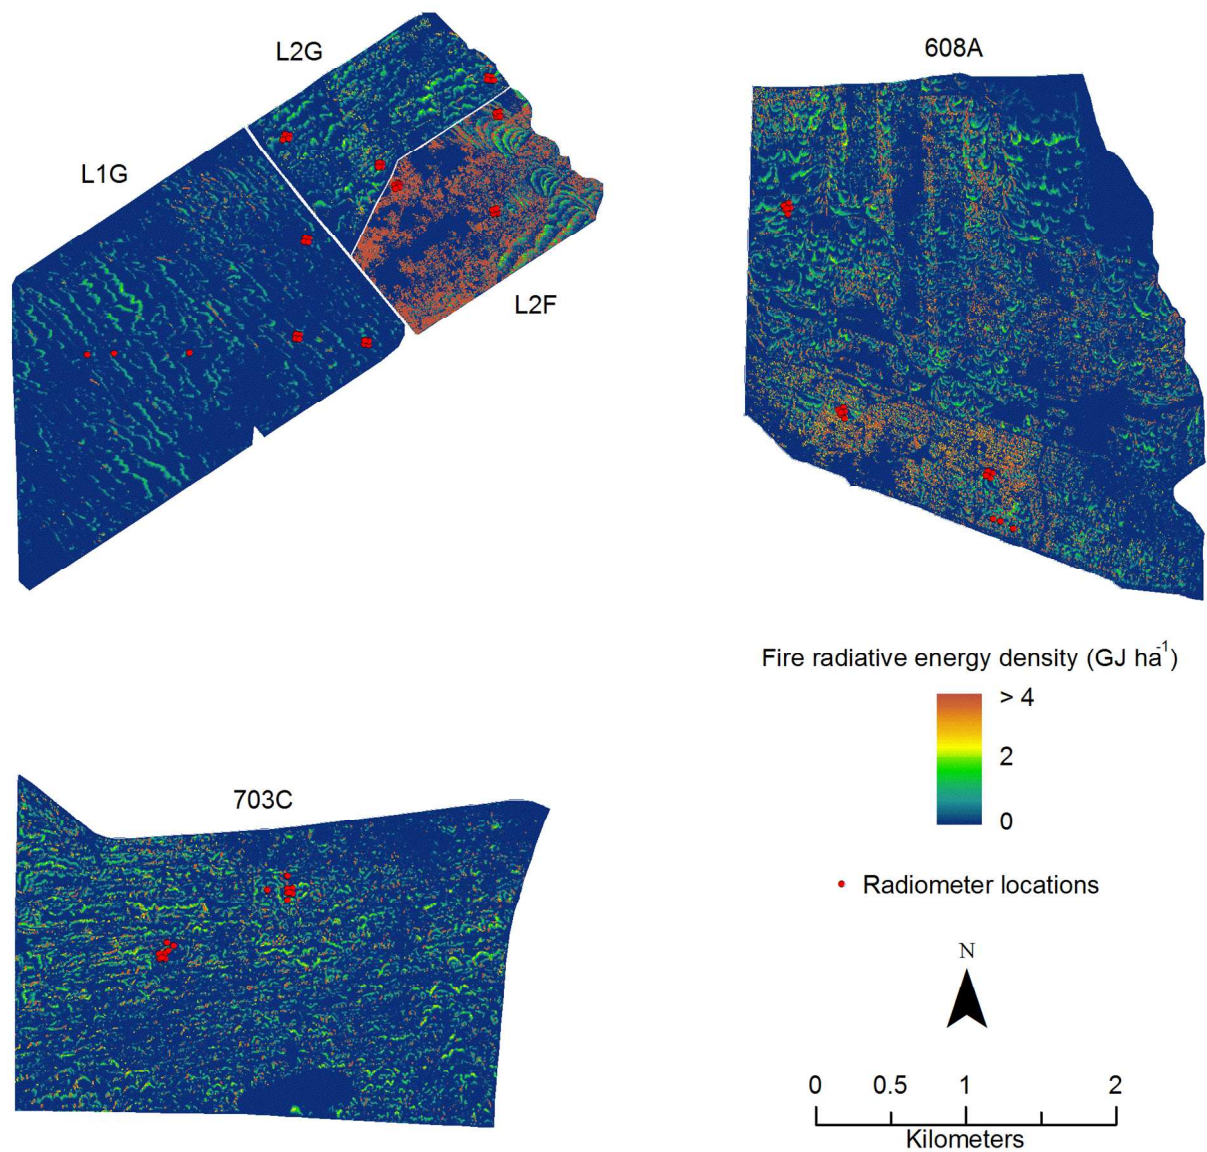 L2G
608A
L1G
L2F
Fire radiative energy density (GJ ha-1)
> 4
2
0
703C
Radiometer locations
N
0 0.5 1 2
Kilometers